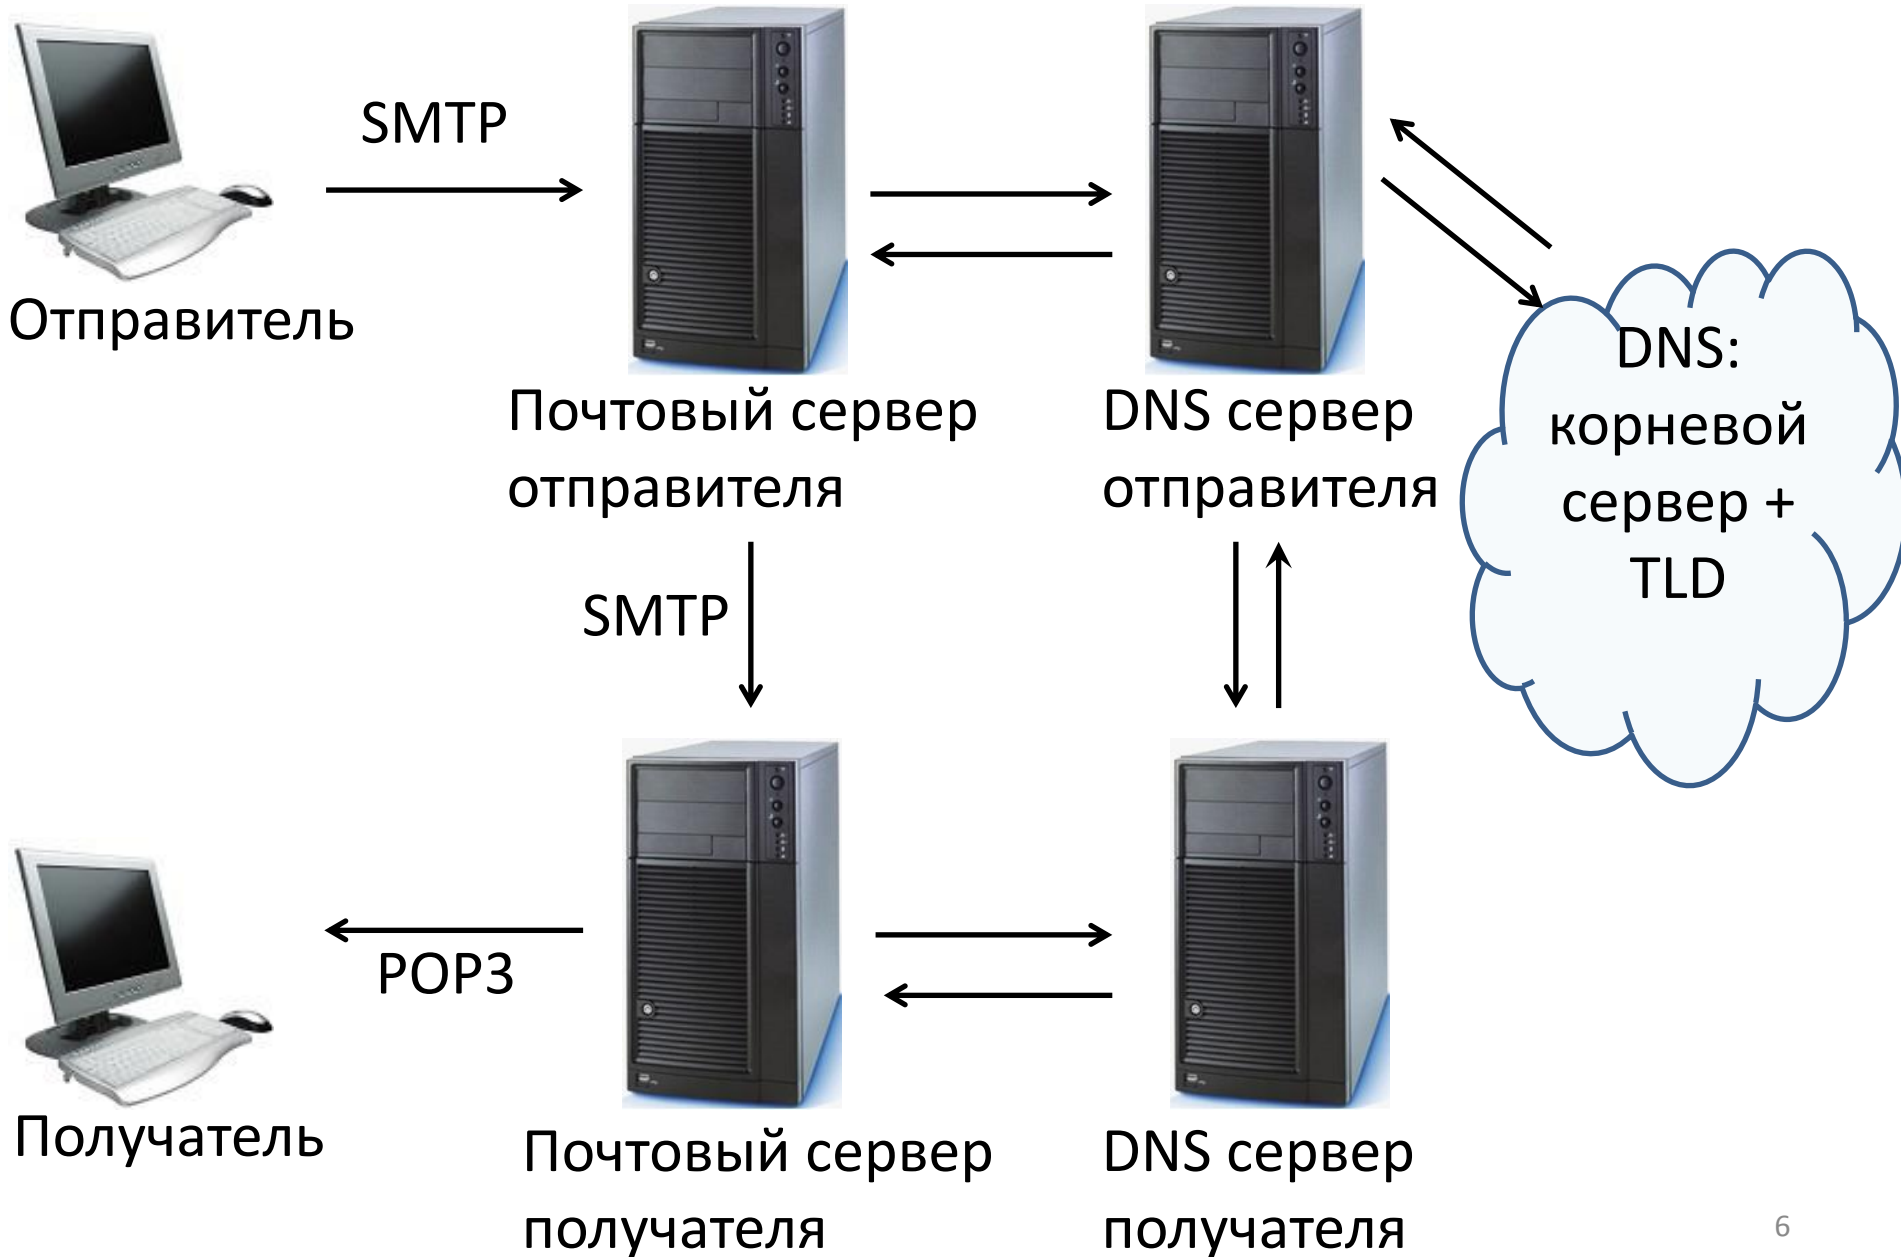 SMTP
Отправитель
Почтовый сервер
отправителя
DNS сервер
отправителя
DNS:
корневой
сервер +
TLD
SMTP
POP3
Получатель
Почтовый сервер
получателя
DNS сервер
получателя
6